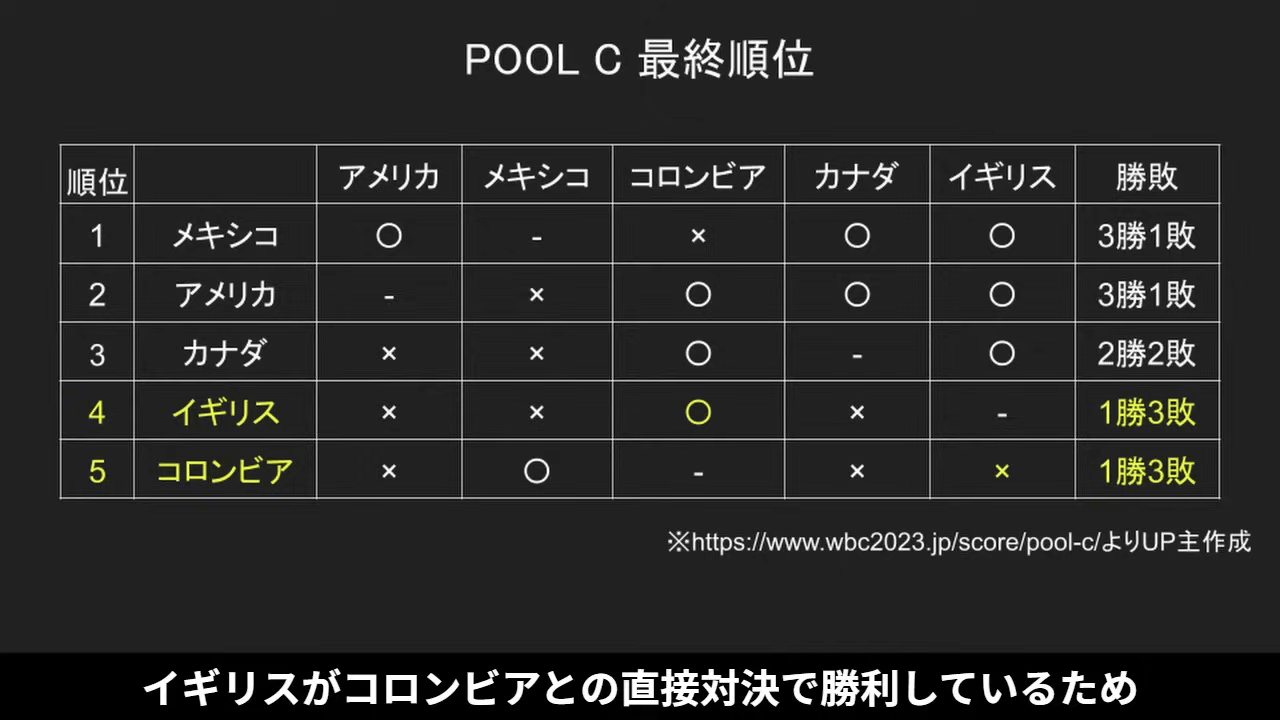 POOL C 最終順位
順位 アメリカ メキシコ コロンビア カナダ イギリス 勝敗
1 メキシコ 〇 - × 〇 〇 3勝1敗
2 アメリカ - × 〇 〇 〇 3勝1敗
3 カナダ × × 〇 - 〇 2勝2敗
4 イギリス × × 〇 × - 1勝3敗
5 コロンビア × 〇 - × × 1勝3敗
※https://www.wbc2023.jp/score/pool-c/よりUP主作成
イギリスがコロンビアとの直接対決で勝利しているため